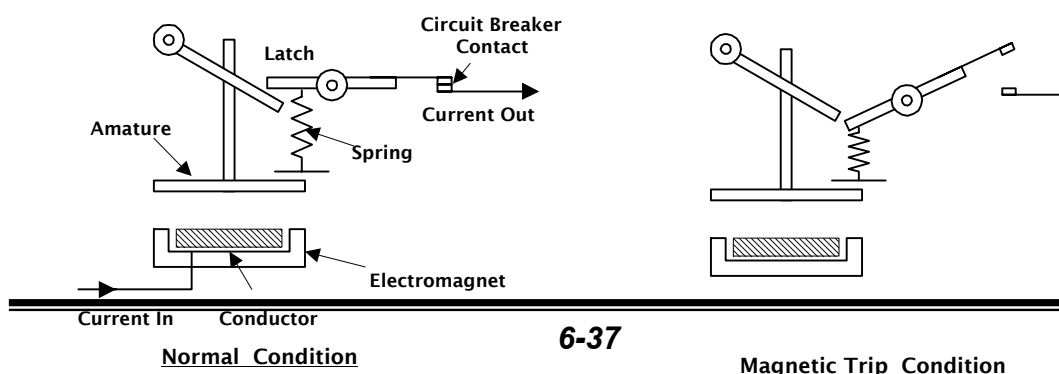 Circuit Breaker
Contact
Latch
Current Out
Amature
Spring
Electromagnet
Current In
Conductor
6-37
Normal Condition
Magnetic Trip Condition